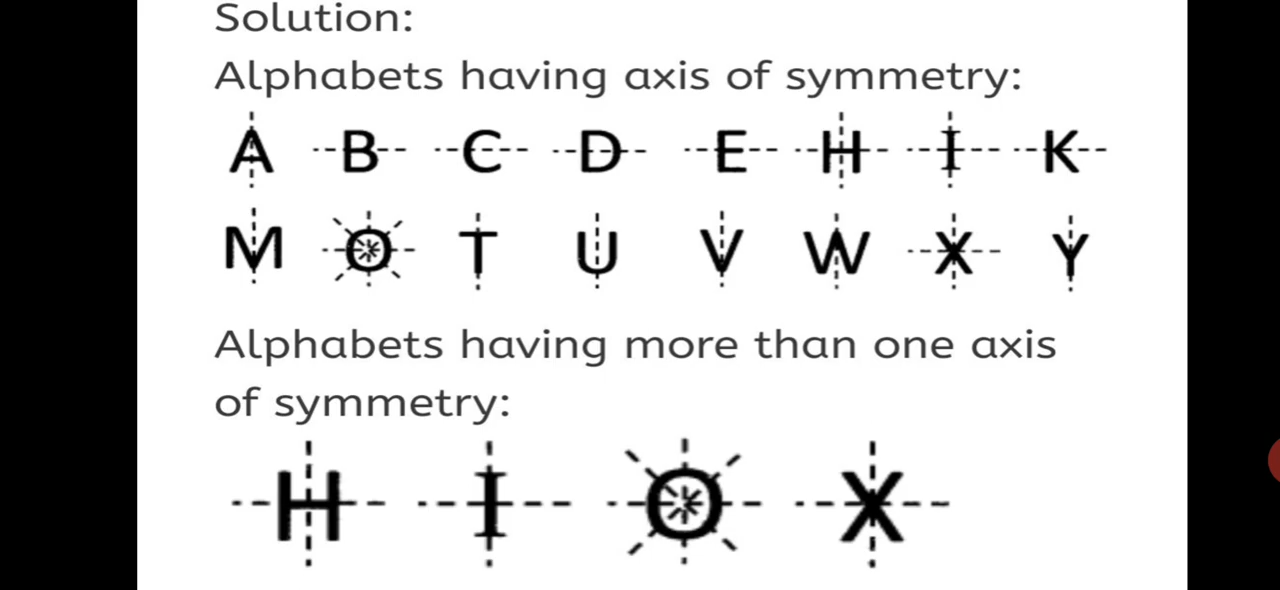 Solution:
Alphabets having axis of symmetry:
A B C D E H I K
M O T U V W X Y
Alphabets having more than one axis
of symmetry:
H I O X